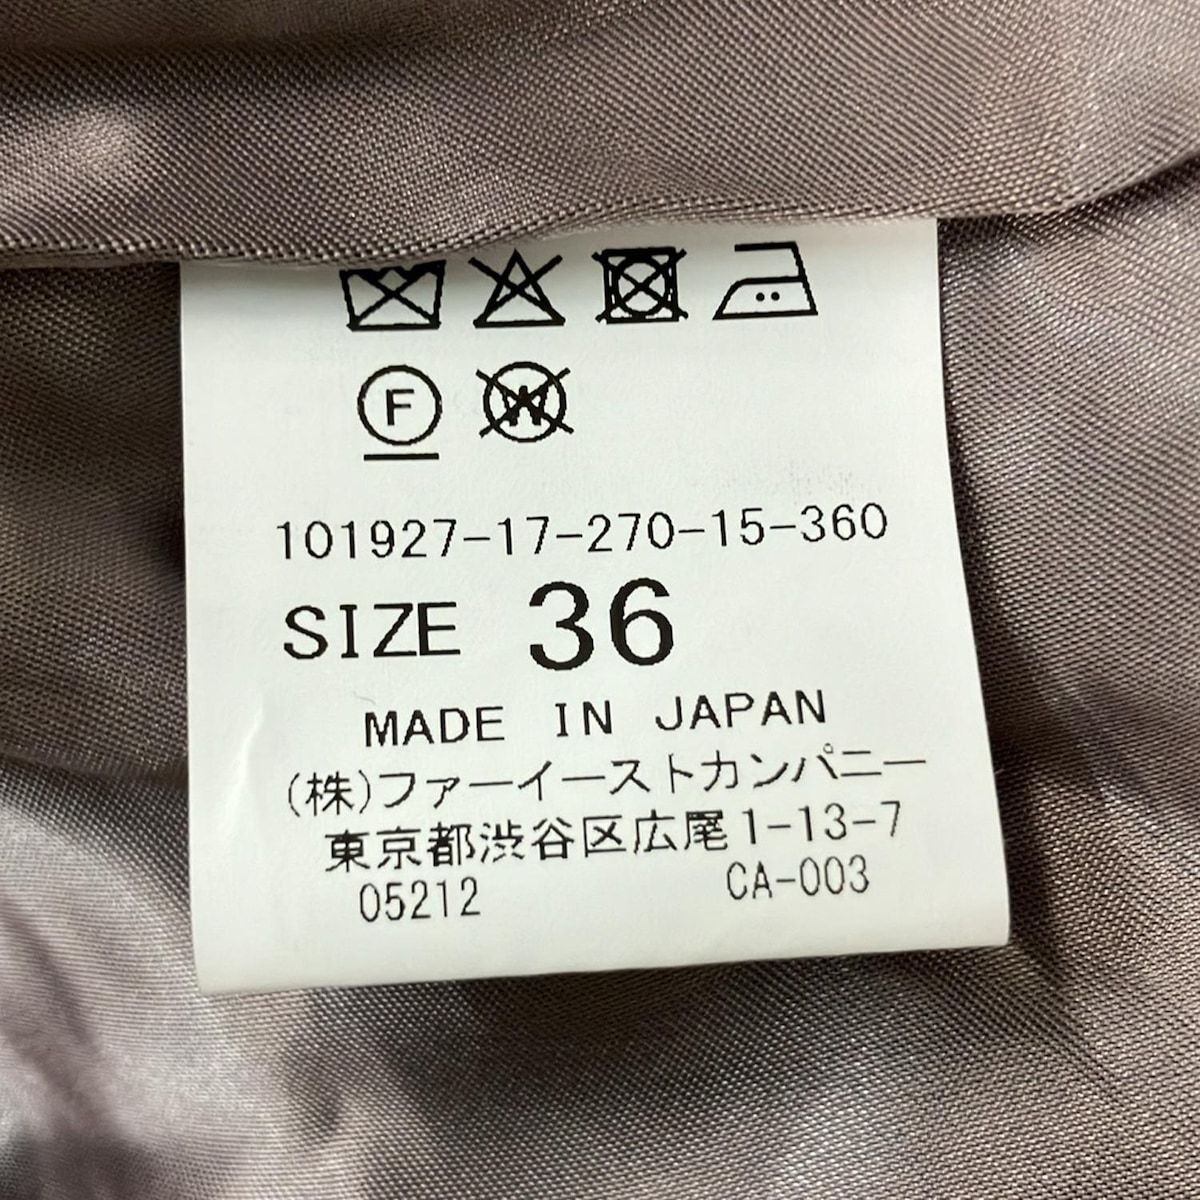 F W
101927-17-270-15-360
SIZE 36
MADE IN JAPAN
(株)ファーイーストカンパニー
東京都渋谷区広尾1-13-7
05212 CA-003